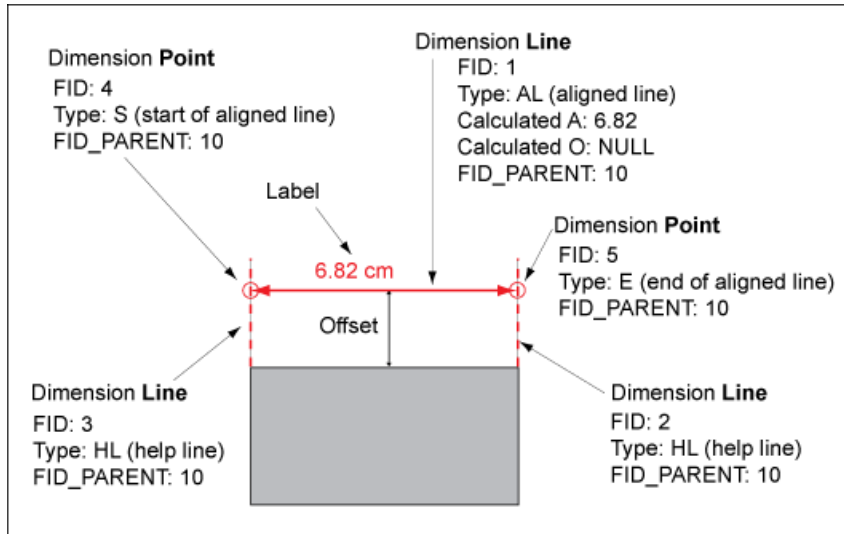 Dimension Point
FID: 4
Type: S (start of aligned line)
FID_PARENT: 10
Dimension Line
FID: 1
Type: AL (aligned line)
Calculated A: 6.82
Calculated O: NULL
FID_PARENT: 10
Label
6.82 cm
Dimension Point
FID: 5
Type: E (end of aligned line)
FID_PARENT: 10
Offset
Dimension Line
FID: 3
Type: HL (help line)
FID_PARENT: 10
Dimension Line
FID: 2
Type: HL (help line)
FID_PARENT: 10